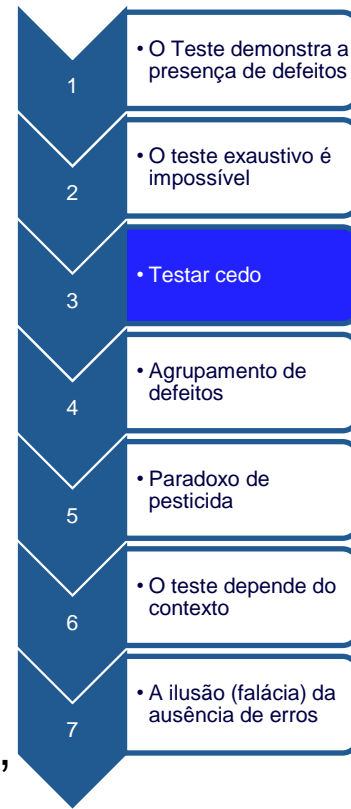 1
• O Teste demonstra a
presença de defeitos
2
• O teste exaustivo é
impossível
3
• Testar cedo
4
• Agrupamento de
defeitos
5
• Paradoxo de
pesticida
6
• O teste depende do
contexto
7
• A ilusão (falácia) da
ausência de erros
,